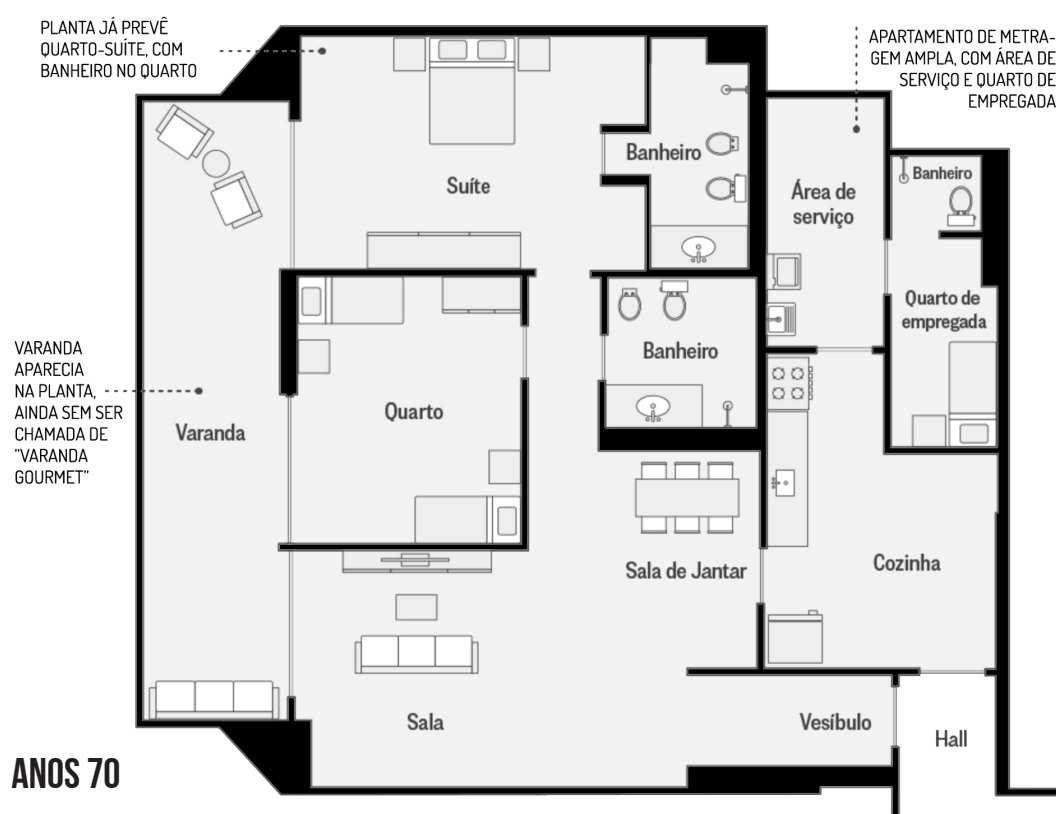 PLANTA JÁ PREVÊ
QUARTO-SUÍTE, COM
BANHEIRO NO QUARTO
APARTAMENTO DE METRA-
GEM AMPLA, COM ÁREA DE
SERVIÇO E QUARTO DE
EMPREGADA
Banheiro
Suíte
Área de
serviço
Banheiro
Quarto de
empregada
VARANDA
APARECIA
NA PLANTA,
AINDA SEM SER
CHAMADA DE
“VARANDA
GOURMET”
Varanda
Quarto
Banheiro
Sala de Jantar
Cozinha
Sala
Vesíbulo
Hall
ANOS 70